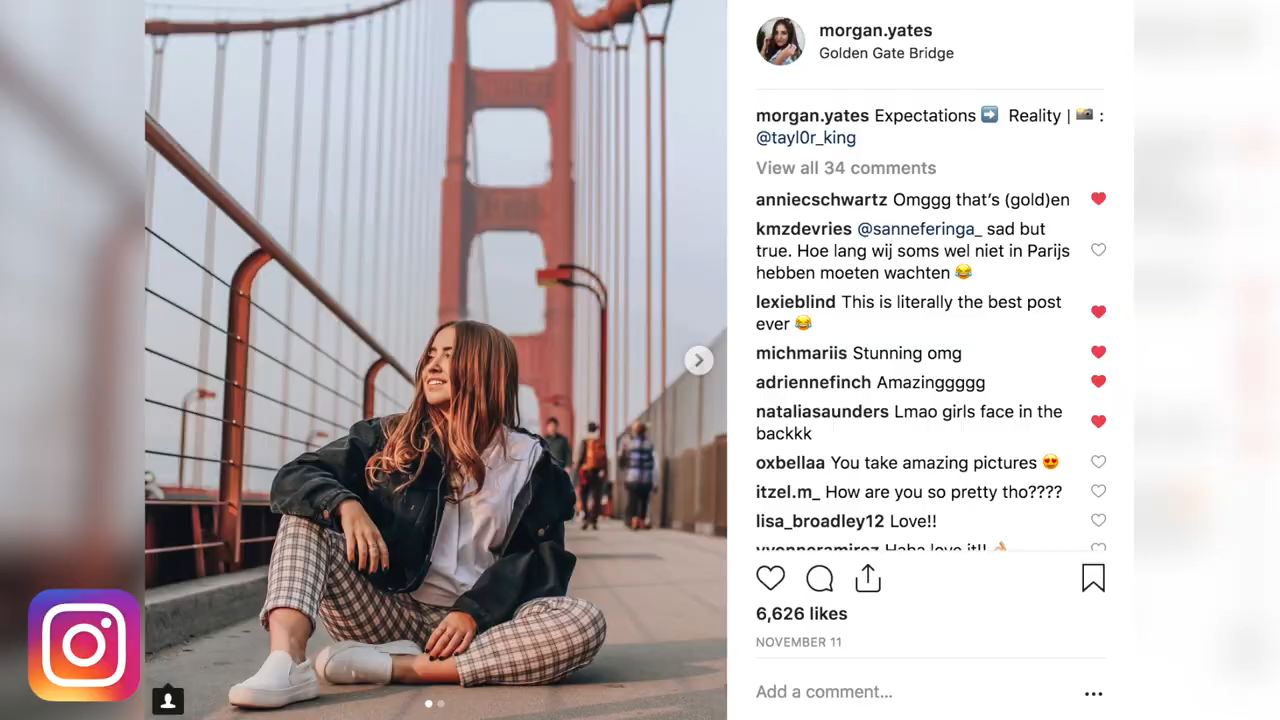 morgan.yates
Golden Gate Bridge
morgan.yates Expectations ➡️ Reality | 📸 :
@tayl0r_king
View all 34 comments
anniecschwartz Omggg that’s (gold)en
kmzdevries @sanneferinga_ sad but
true. Hoe lang wij soms wel niet in Parijs
hebben moeten wachten 😂
lexieblind This is literally the best post
ever 😂
michmariis Stunning omg
adriennefinch Amazinggggg
nataliasaunders Lmao girls face in the
backkk
oxbellaa You take amazing pictures 😍
itzel.m_ How are you so pretty tho????
lisa_broadley12 Love!!
yvonneramirez Haha love it!! 👌🏼
6,626 likes
NOVEMBER 11
Add a comment...